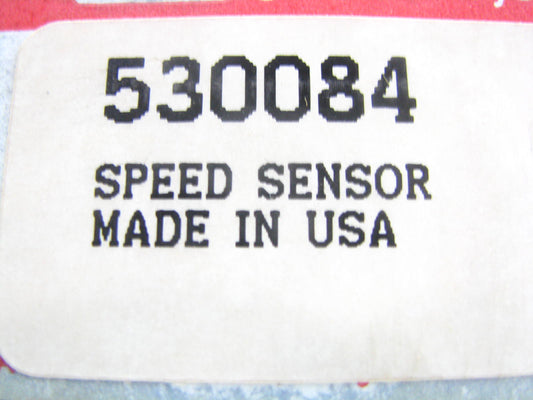 530084
SPEED SENSOR
MADE IN USA